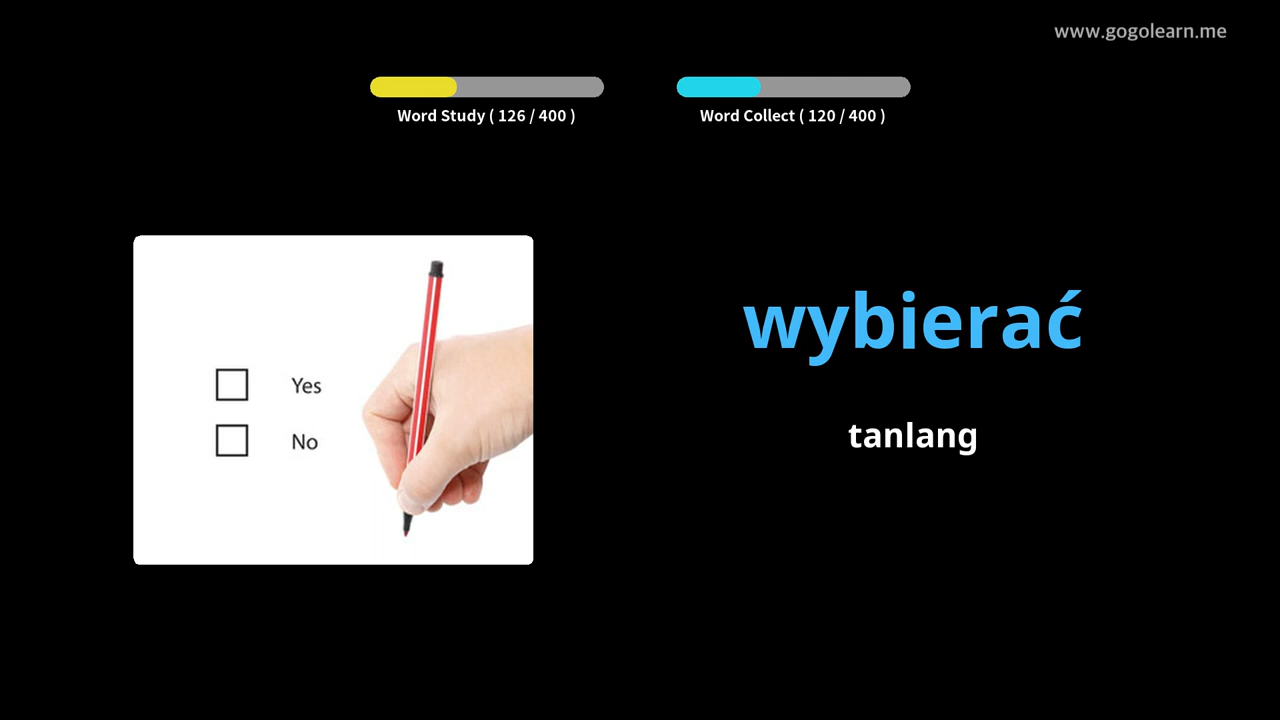 www.gogolearn.me
Word Study ( 126 / 400 )
Word Collect ( 120 / 400 )
wybierać
tanlang
Yes
No